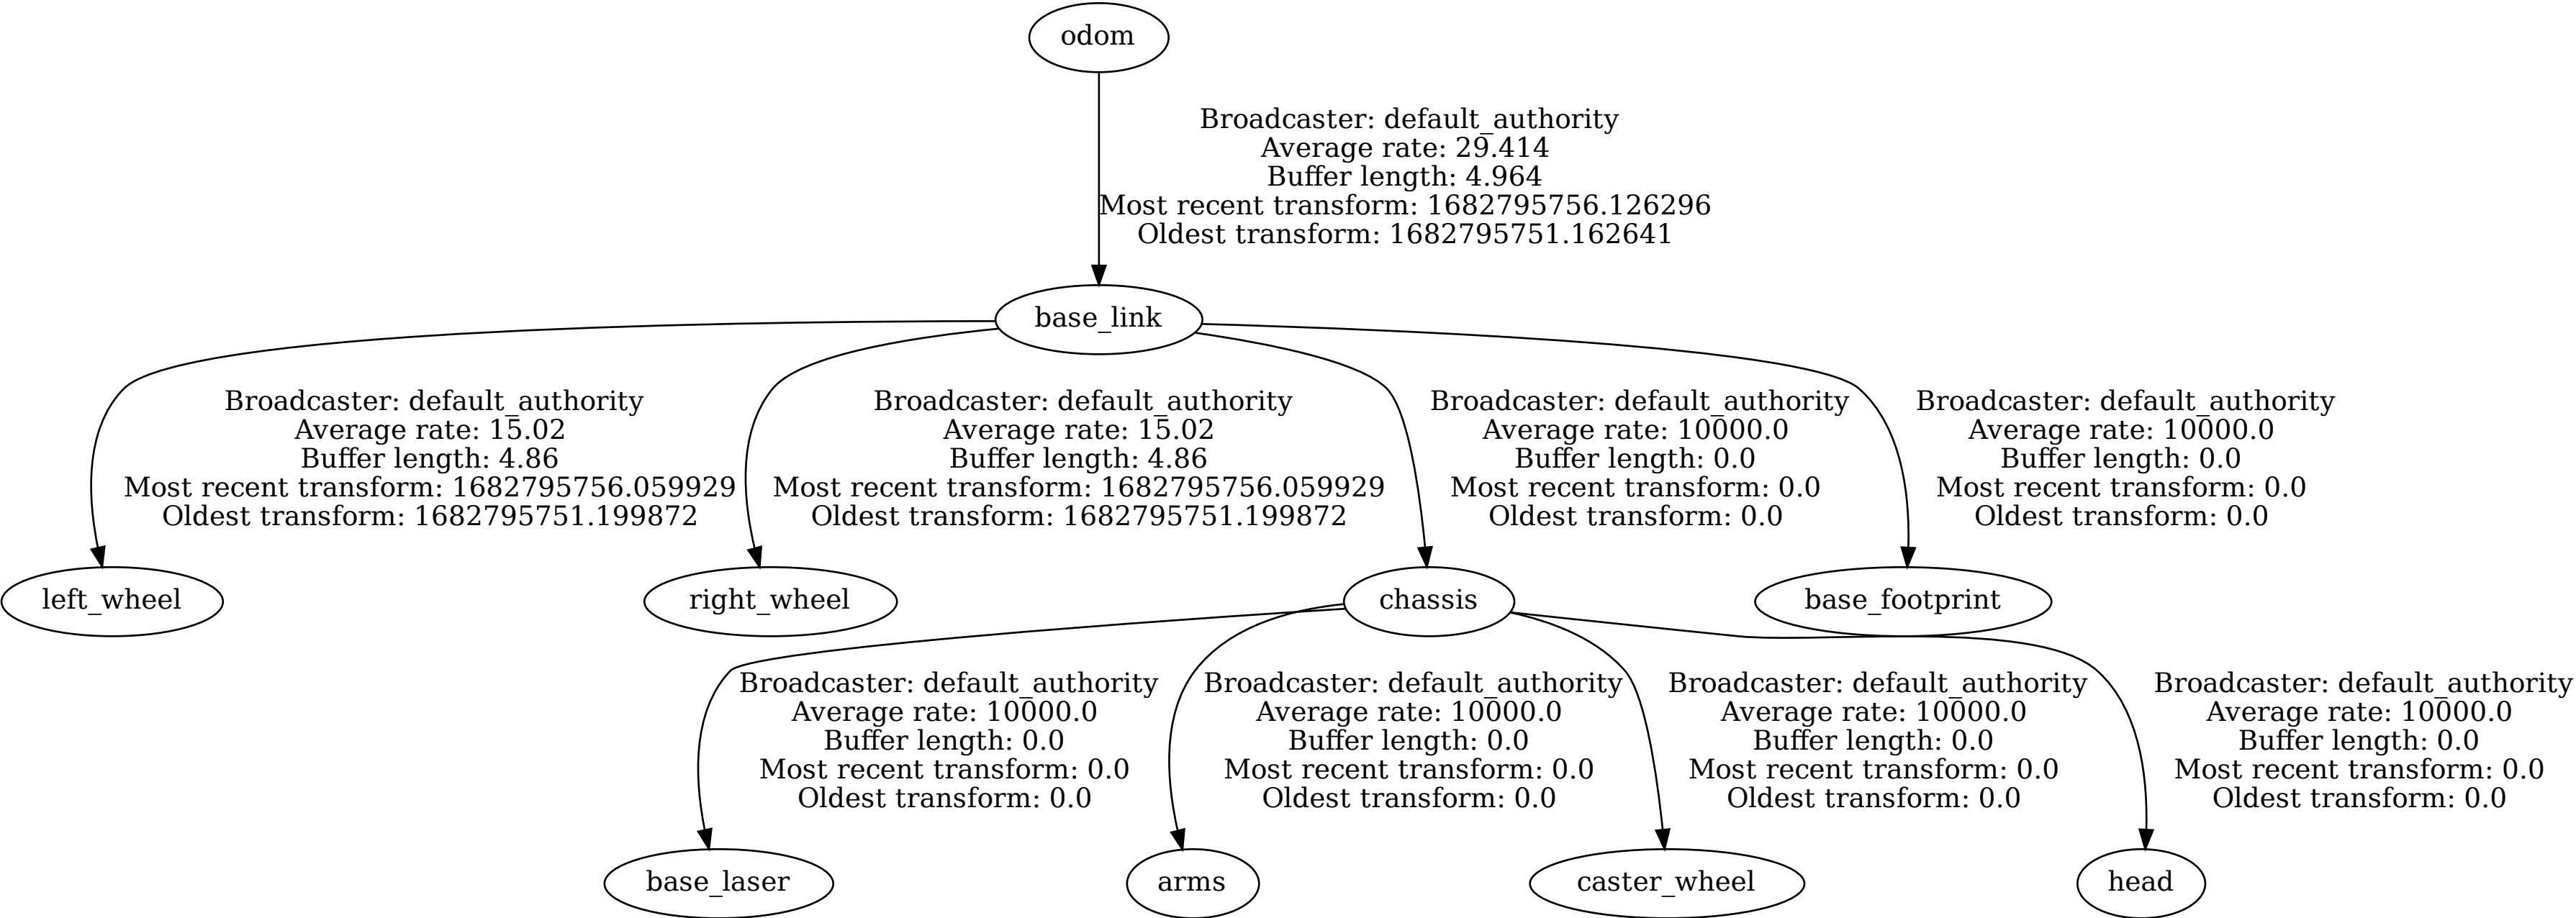 odom
Broadcaster: default_authority
Average rate: 29.414
Buffer length: 4.964
Most recent transform: 1682795756.126296
Oldest transform: 1682795751.162641
base_link
Broadcaster: default_authority
Average rate: 15.02
Buffer length: 4.86
Most recent transform: 1682795756.059929
Oldest transform: 1682795751.199872
Broadcaster: default_authority
Average rate: 15.02
Buffer length: 4.86
Most recent transform: 1682795756.059929
Oldest transform: 1682795751.199872
Broadcaster: default_authority
Average rate: 10000.0
Buffer length: 0.0
Most recent transform: 0.0
Oldest transform: 0.0
Broadcaster: default_authority
Average rate: 10000.0
Buffer length: 0.0
Most recent transform: 0.0
Oldest transform: 0.0
left_wheel
right_wheel
chassis
base_footprint
Broadcaster: default_authority
Average rate: 10000.0
Buffer length: 0.0
Most recent transform: 0.0
Oldest transform: 0.0
Broadcaster: default_authority
Average rate: 10000.0
Buffer length: 0.0
Most recent transform: 0.0
Oldest transform: 0.0
Broadcaster: default_authority
Average rate: 10000.0
Buffer length: 0.0
Most recent transform: 0.0
Oldest transform: 0.0
Broadcaster: default_authority
Average rate: 10000.0
Buffer length: 0.0
Most recent transform: 0.0
Oldest transform: 0.0
base_laser
arms
caster_wheel
head